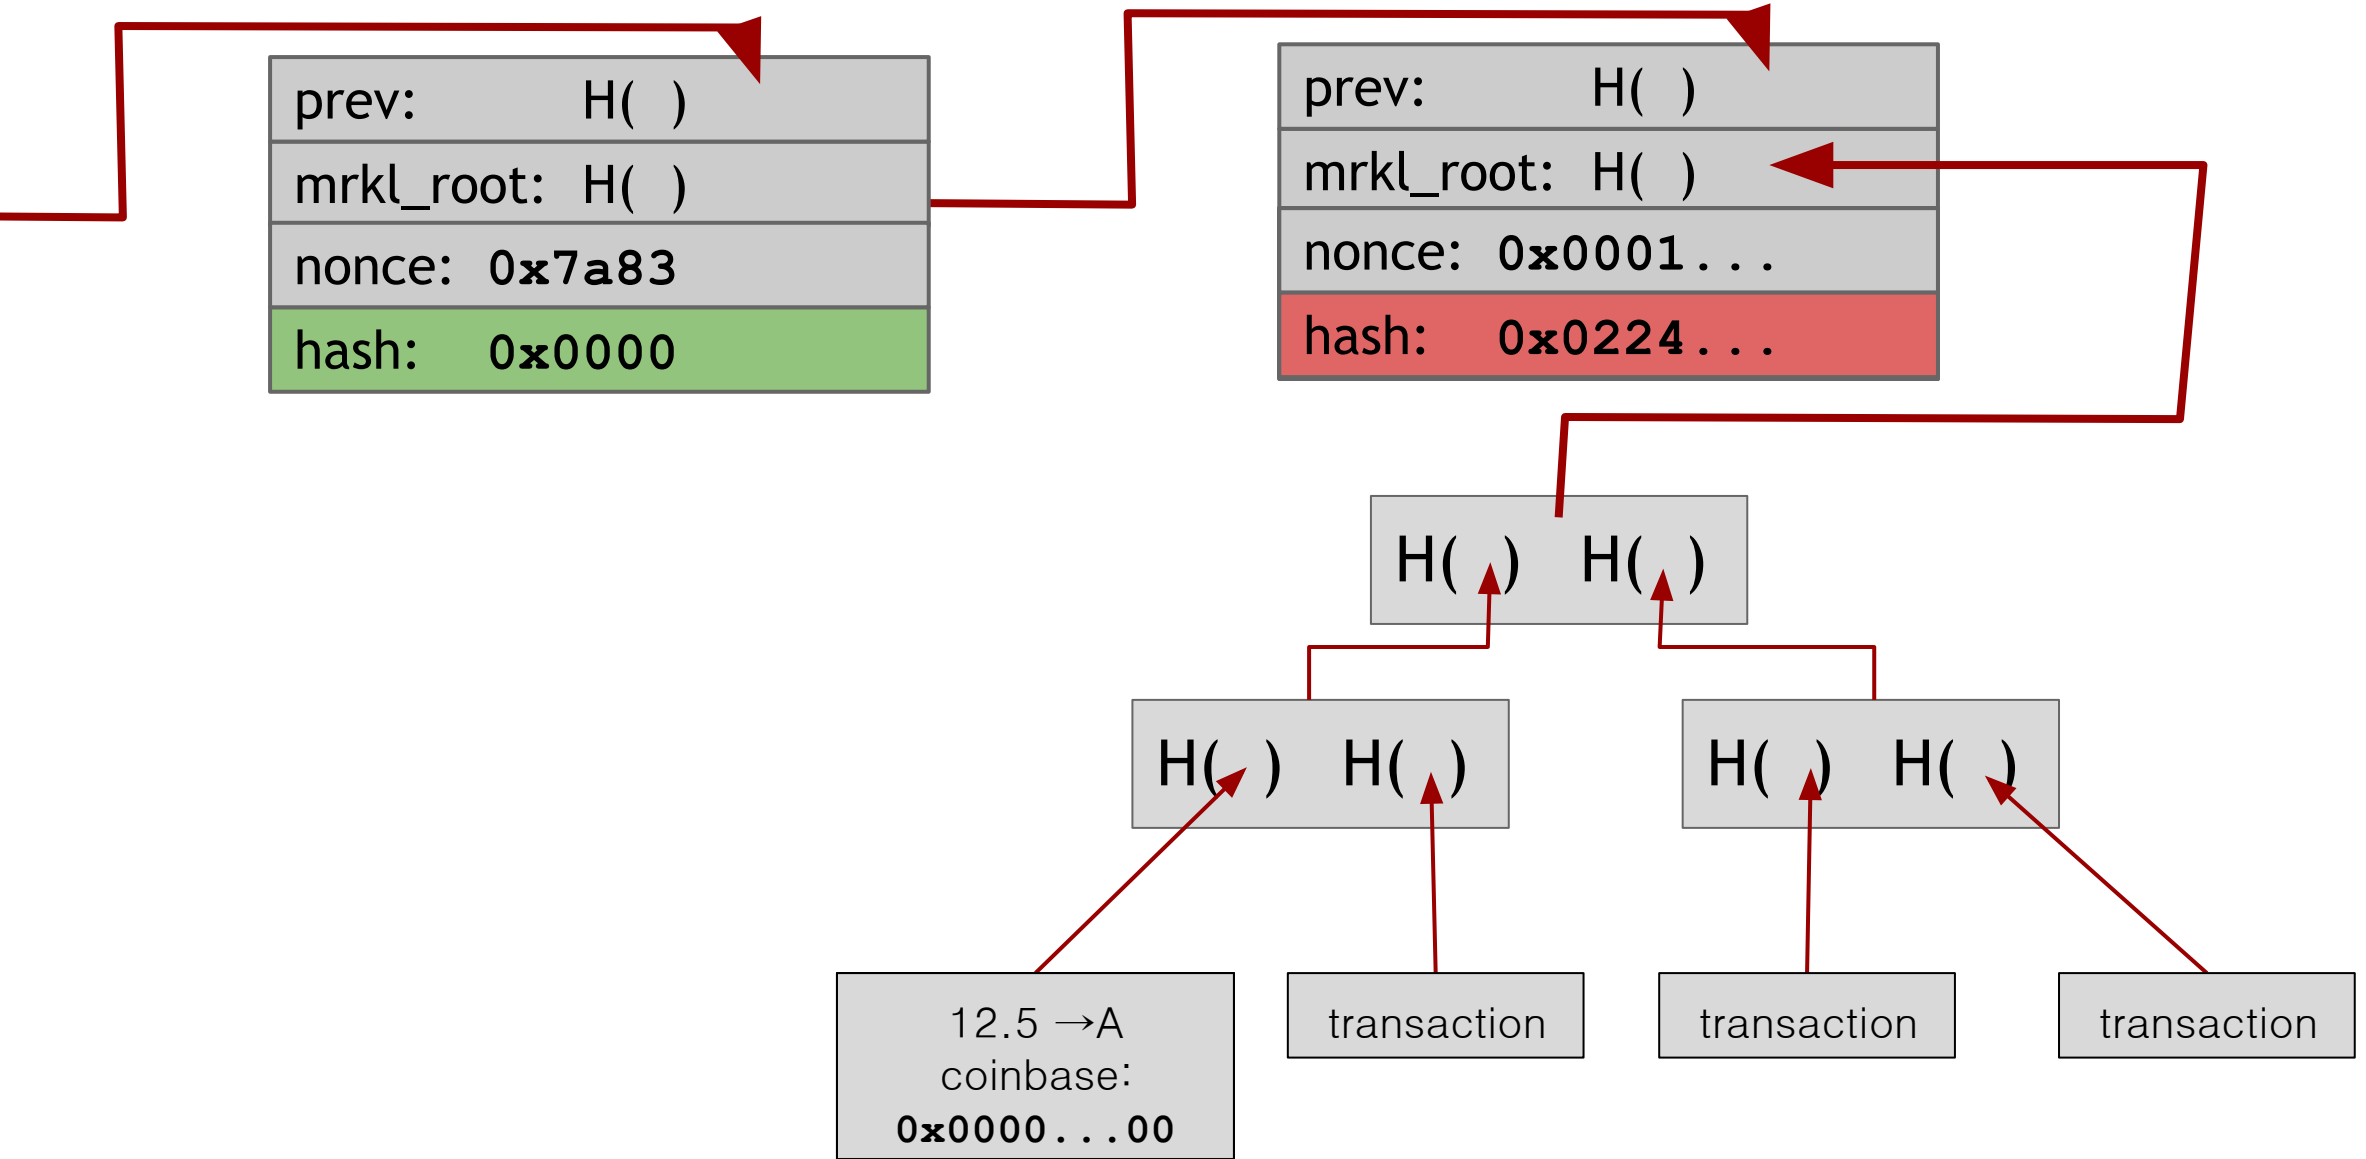 prev: H( )
mrkl_root: H( )
nonce: 0x7a83
hash: 0x0000
prev: H( )
mrkl_root: H( )
nonce: 0x0001...
hash: 0x0224...
H( ) H( )
H( ) H( )
H( ) H( )
12.5 →A
coinbase:
0x0000...00
transaction
transaction
transaction